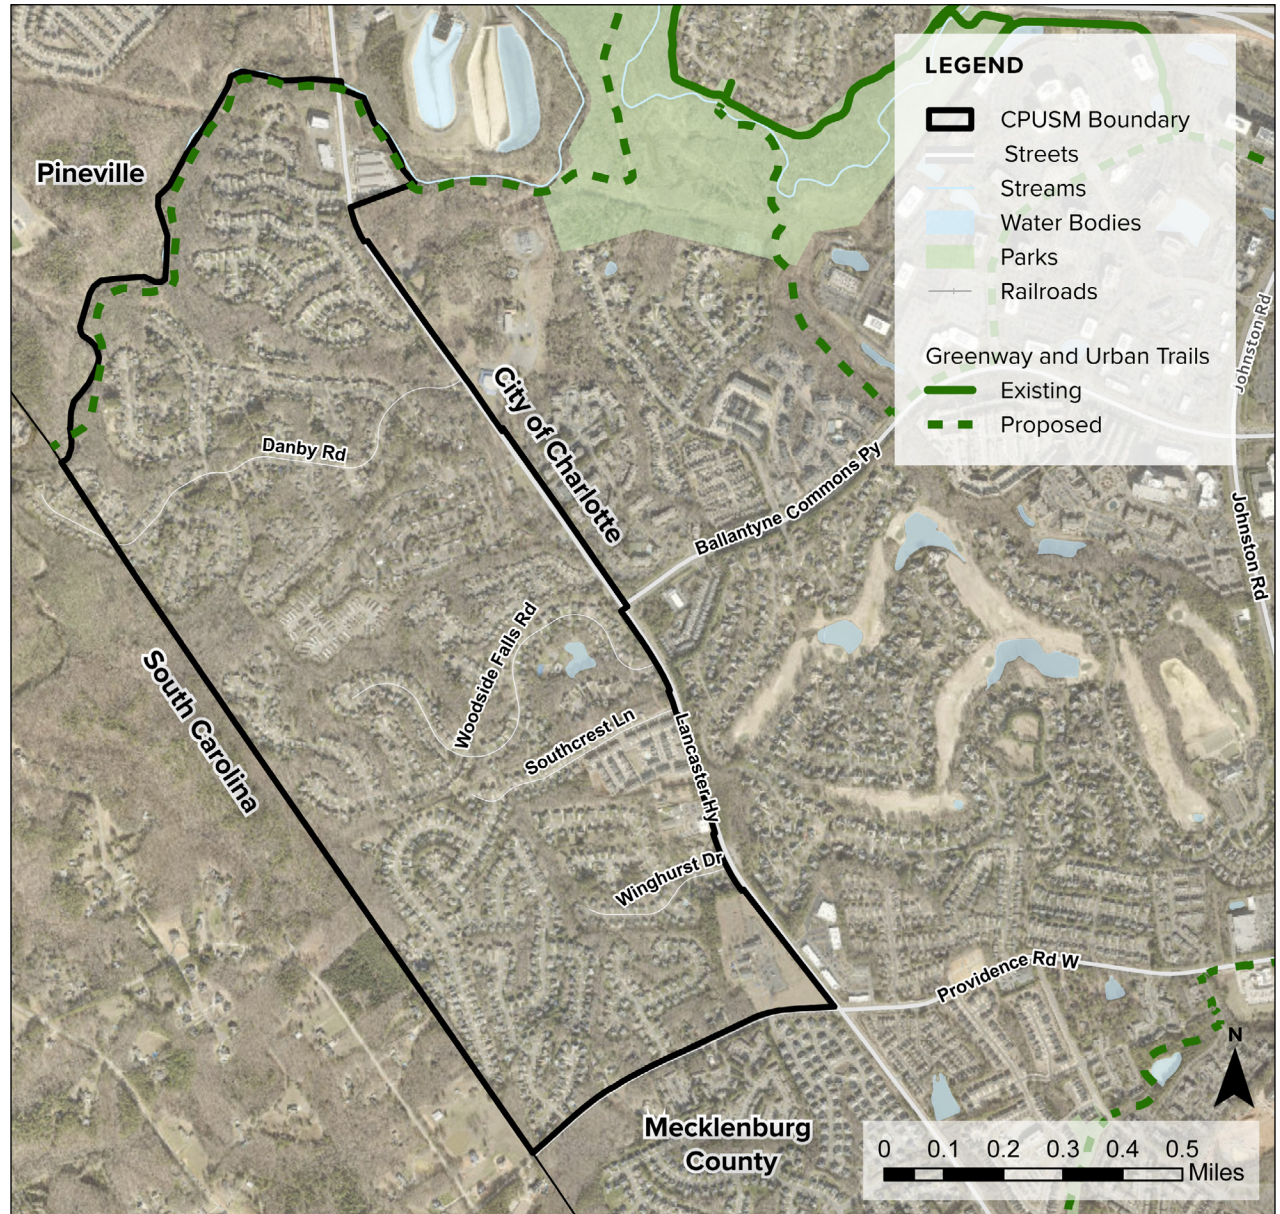 LEGEND
CPUSM Boundary
Streets
Streams
Water Bodies
Parks
Railroads
Greenway and Urban Trails
Existing
Proposed
Pineville
Johnston Rd
City of Charlotte
Danby Rd
Ballantyne Commons Py
Johnston Rd
Woodside Falls Rd
South Carolina
Southcrest Ln
Lancaster Hy
Winghurst Dr
Providence Rd W
N
Mecklenburg
County
0 0.1 0.2 0.3 0.4 0.5
Miles